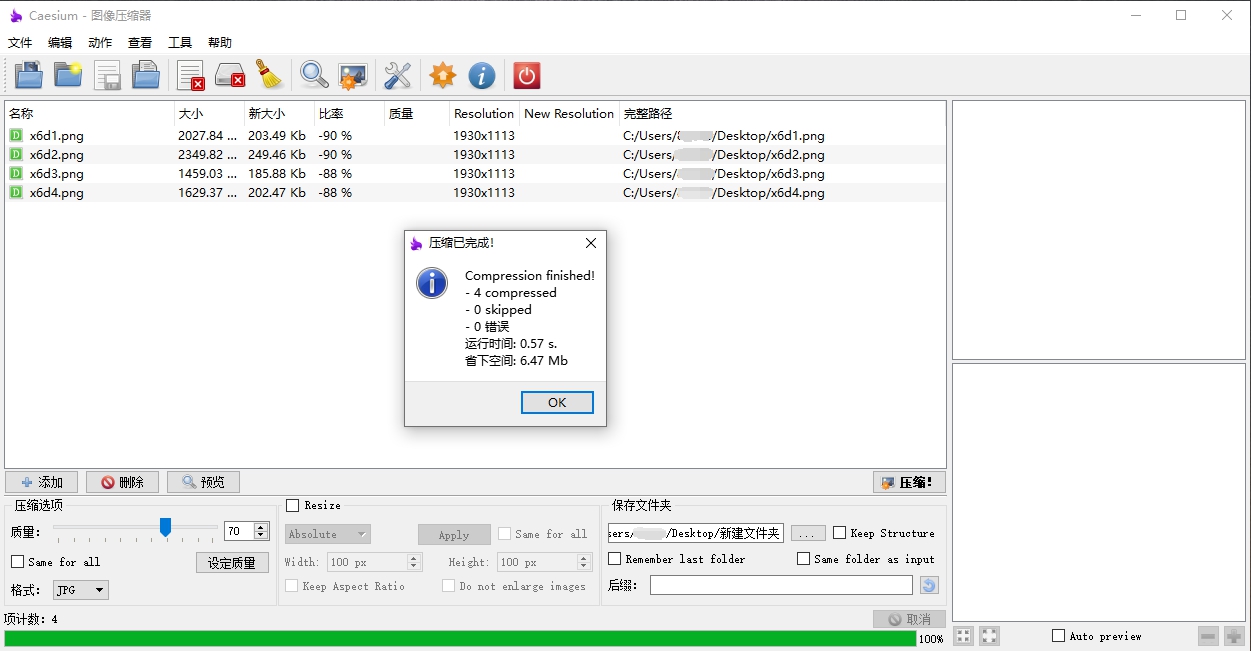 Caesium - 图像压缩器
文件 编辑 动作 查看 工具 帮助
名称 大小 新大小 比率 质量 Resolution New Resolution 完整路径
x6d1.png 2027.84 ... 203.49 Kb -90 % 1930x1113 C:/Users/ /Desktop/x6d1.png
x6d2.png 2349.82 ... 249.46 Kb -90 % 1930x1113 C:/Users/ /Desktop/x6d2.png
x6d3.png 1459.03 ... 185.88 Kb -88 % 1930x1113 C:/Users/ /Desktop/x6d3.png
x6d4.png 1629.37 ... 202.47 Kb -88 % 1930x1113 C:/Users/ /Desktop/x6d4.png
压缩已完成!
Compression finished!
- 4 compressed
- 0 skipped
- 0 错误
运行时间: 0.57 s.
省下空间: 6.47 Mb
OK
添加 删除 预览 压缩!
压缩选项 Resize 保存文件夹
质量: 70 Absolute Apply Same for all sers/ /Desktop/新建文件夹 ... Keep Structure
Same for all 设定质量 Width: 100 px Height: 100 px Remember last folder Same folder as input
格式: JPG Keep Aspect Ratio Do not enlarge images 后缀:
项计数: 4 取消
100% Auto preview